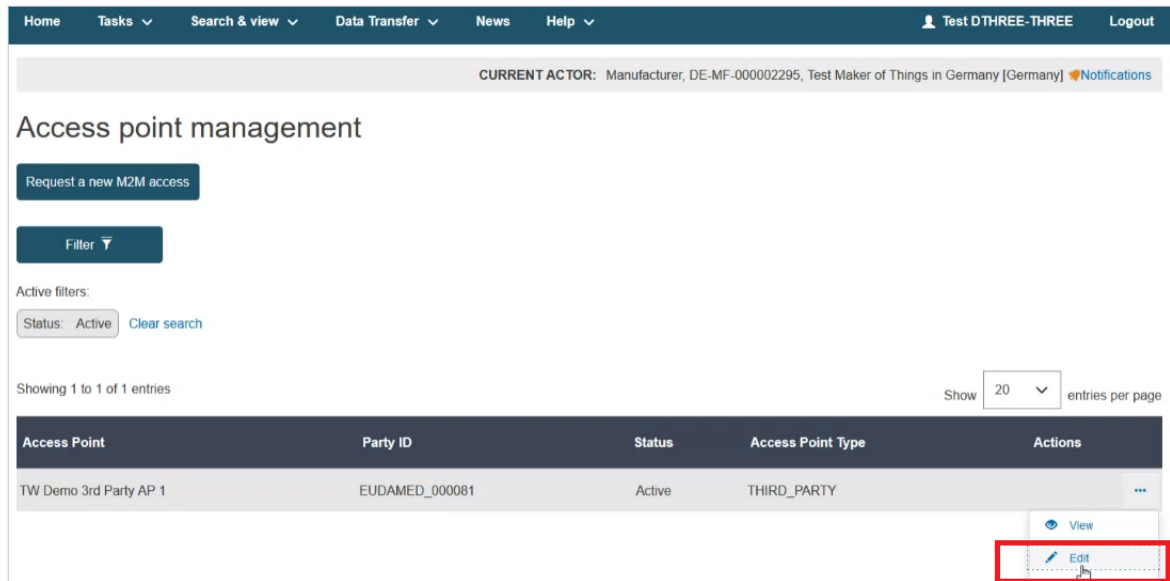 Home Tasks Search & view Data Transfer News Help Test DTHREE-THREE Logout
CURRENT ACTOR: Manufacturer, DE-MF-000002295, Test Maker of Things in Germany [Germany] Notifications
Access point management
Request a new M2M access
Filter
Active filters:
Status: Active Clear search
Showing 1 to 1 of 1 entries Show 20 entries per page
Access Point Party ID Status Access Point Type Actions
TW Demo 3rd Party AP 1 EUDAMED_000081 Active THIRD_PARTY ...
View
Edit